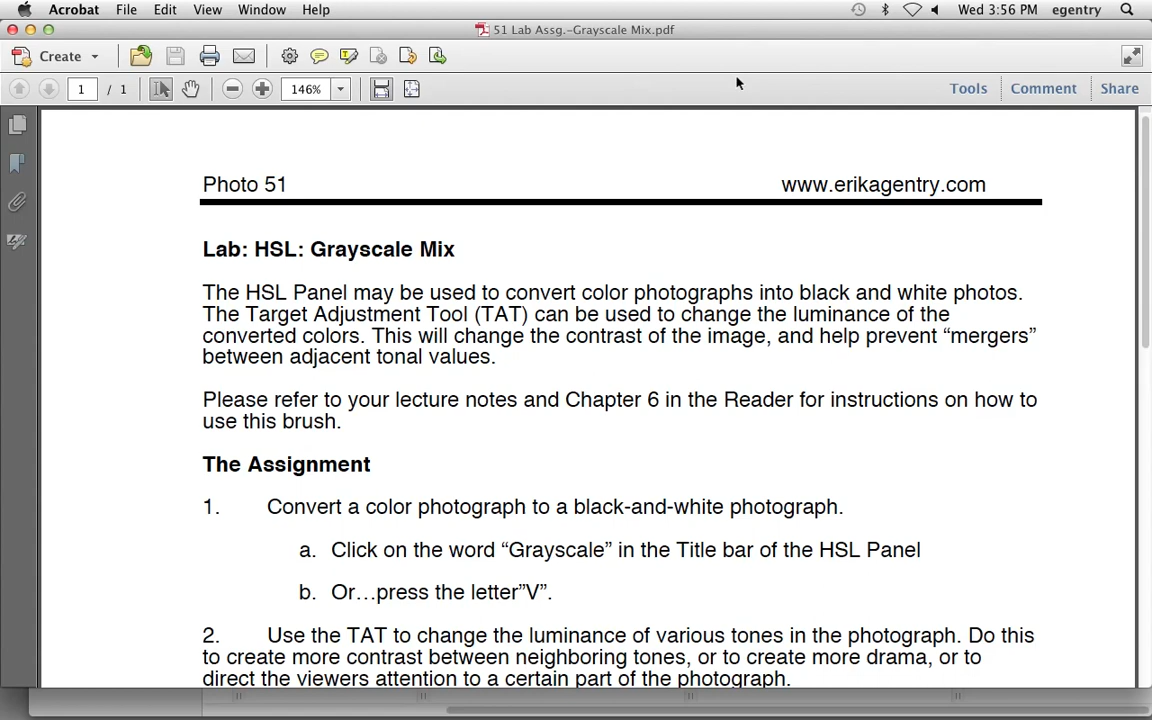 Acrobat File Edit View Window Help Wed 3:56 PM egentry
51 Lab Assg.-Grayscale Mix.pdf
Create
1 / 1 146% Tools Comment Share
Photo 51 www.erikagentry.com
Lab: HSL: Grayscale Mix
The HSL Panel may be used to convert color photographs into black and white photos.
The Target Adjustment Tool (TAT) can be used to change the luminance of the
converted colors. This will change the contrast of the image, and help prevent “mergers”
between adjacent tonal values.
Please refer to your lecture notes and Chapter 6 in the Reader for instructions on how to
use this brush.
The Assignment
1. Convert a color photograph to a black-and-white photograph.
a. Click on the word “Grayscale” in the Title bar of the HSL Panel
b. Or…press the letter”V”.
2. Use the TAT to change the luminance of various tones in the photograph. Do this
to create more contrast between neighboring tones, or to create more drama, or to
direct the viewers attention to a certain part of the photograph.